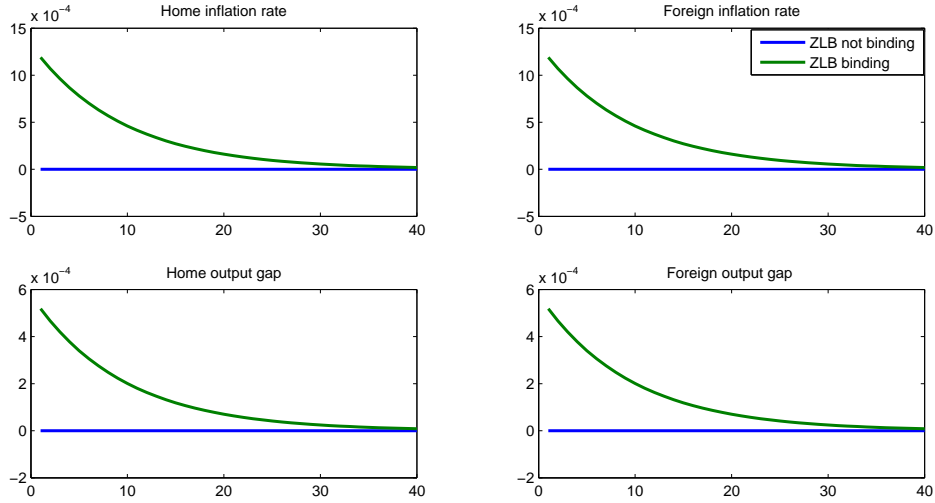 Home inflation rate
x 10⁻⁴
15
10
5
0
−5
0 10 20 30 40
Foreign inflation rate
x 10⁻⁴
15
10
5
0
−5
0 10 20 30 40
ZLB not binding
ZLB binding
Home output gap
x 10⁻⁴
6
4
2
0
−2
0 10 20 30 40
Foreign output gap
x 10⁻⁴
6
4
2
0
−2
0 10 20 30 40